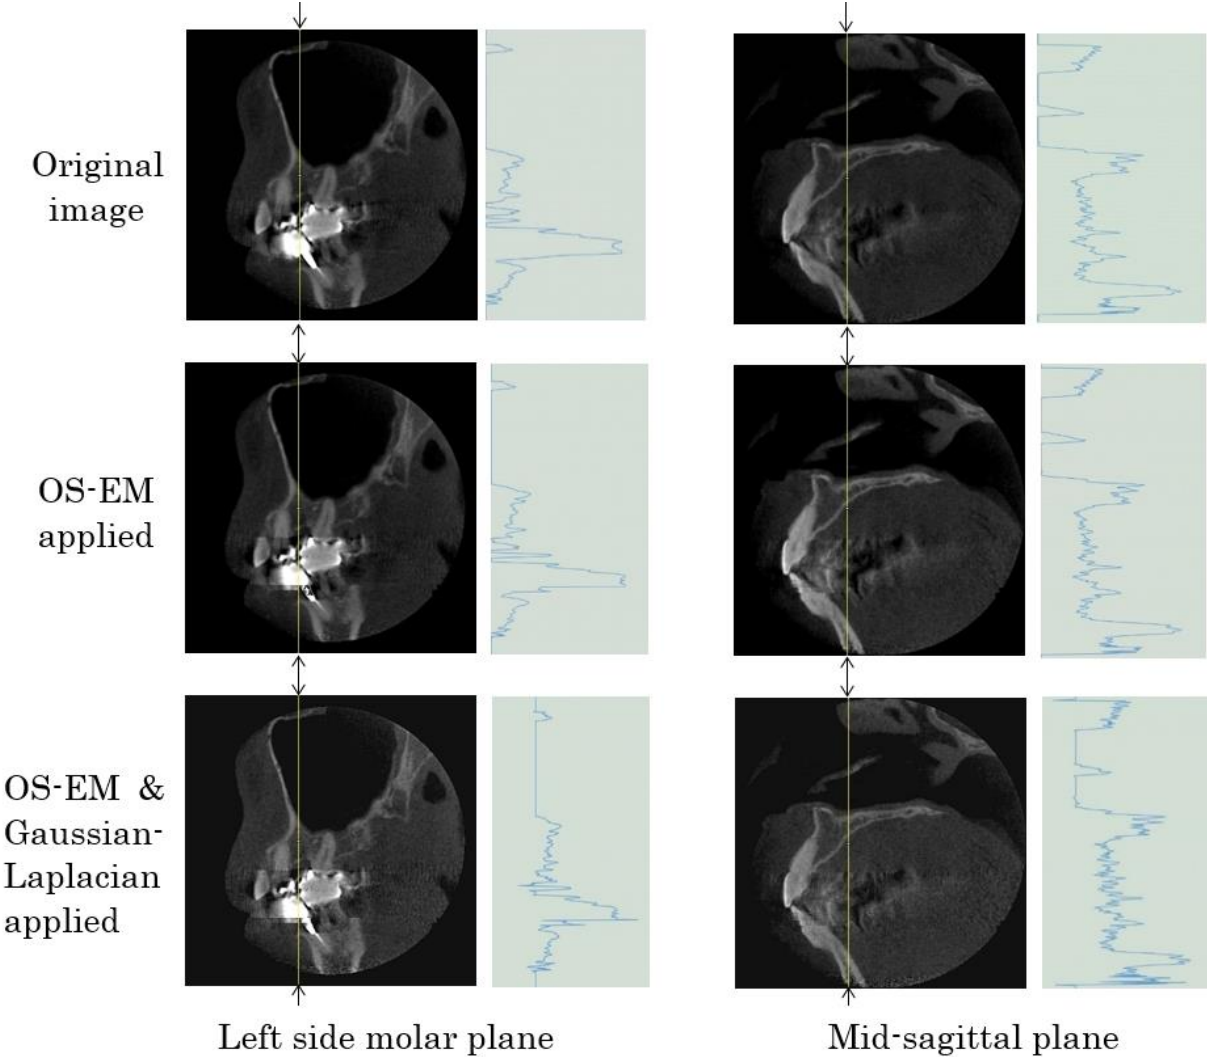 Original
image
OS-EM
applied
OS-EM &
Gaussian-
Laplacian
applied
Left side molar plane
Mid-sagittal plane